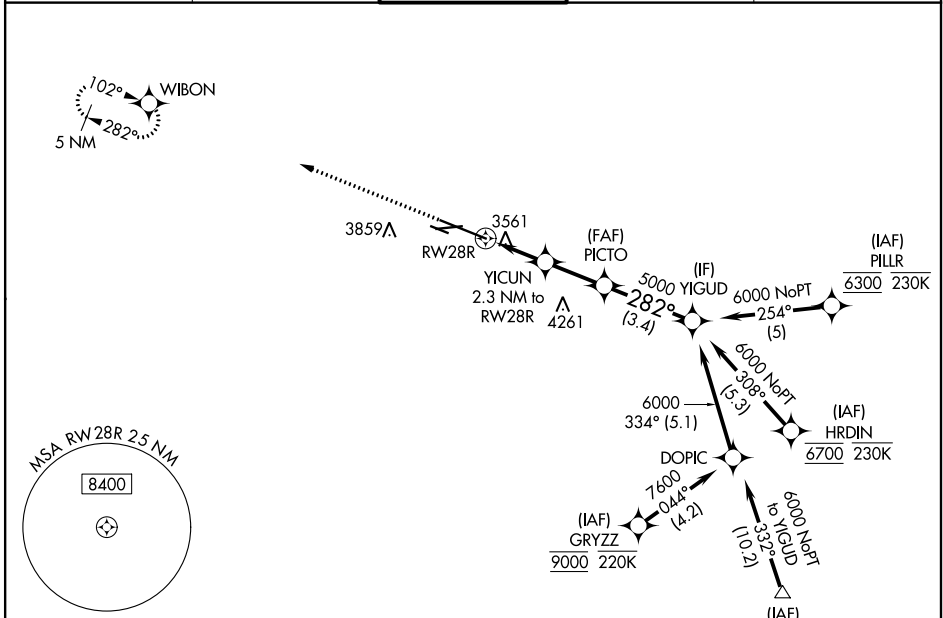 102°
WIBON
282°
5 NM
3859
3561
RW28R
(FAF)
PICTO
YICUN
2.3 NM to
RW28R
4261
5000
282°
(3.4)
(IF)
YIGUD
(IAF)
PILLR
6300 230K
6000 NoPT
254°
(5)
6000 NoPT
308°
(5.3)
(IAF)
HRDIN
6700 230K
6000
334° (5.1)
DOPIC
7600
044°
(4.2)
(IAF)
GRYZZ
9000 220K
6000 NoPT
to YIGUD
332°
(10.2)
(IAF)
MSA RW28R 25 NM
8400